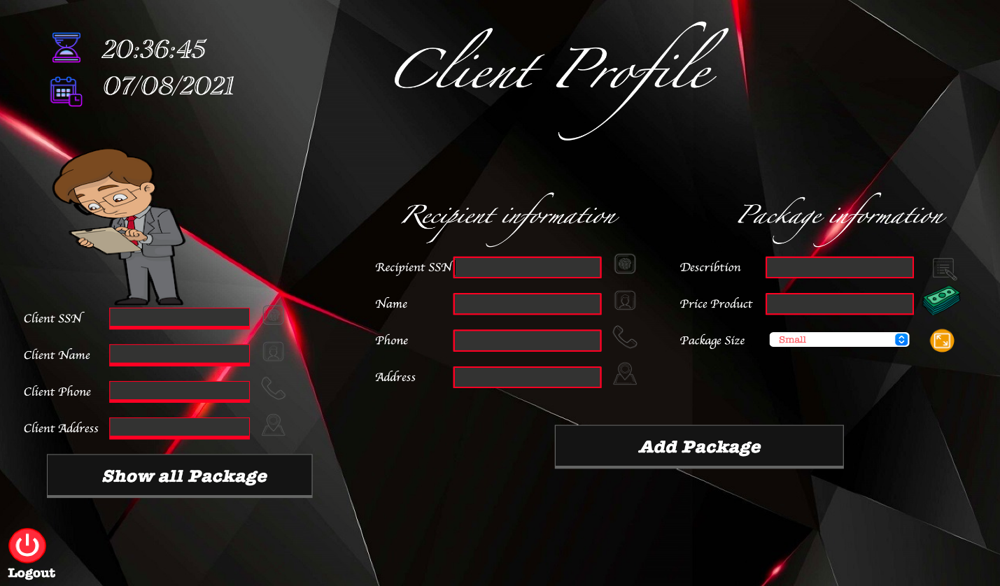 20:36:45
07/08/2021
Client Profile
Recipient information
Package information
Recipient SSN
Name
Phone
Address
Describtion
Price Product
Package Size
Small
Client SSN
Client Name
Client Phone
Client Address
Add Package
Show all Package
Logout